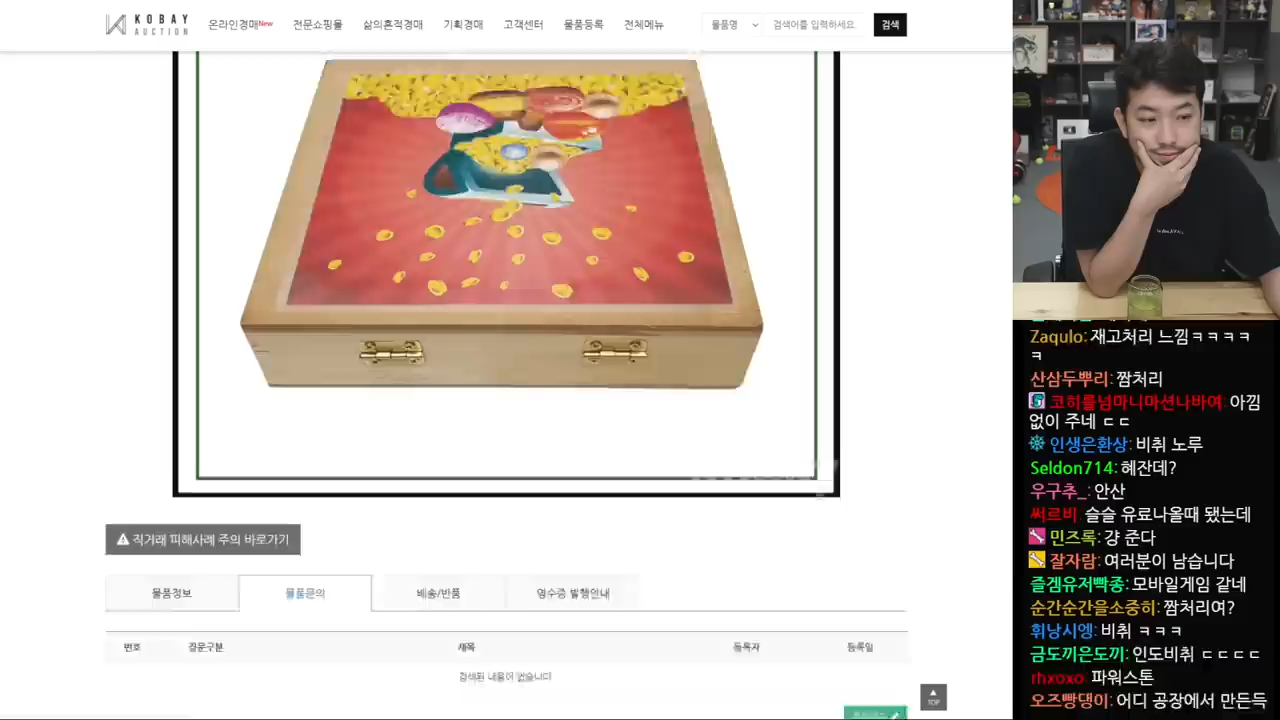 KOBAY
AUCTION
온라인경매New 전문쇼핑몰 삶의흔적경매 기획경매 고객센터 물품등록 전체메뉴
물품명 검색어를 입력하세요. 검색
직거래 피해사례 주의 바로가기
물품정보 물품문의 배송/반품 영수증 발행안내
번호 질문구분 제목 등록자 등록일
검색된 내용이 없습니다
TOP
Zaqulo: 재고처리 느낌ㅋㅋㅋㅋ
ㅋ
산삼두뿌리: 짬처리
코히를넘마니마션나바여: 아낌
없이 주네 ㄷㄷ
인생은환상: 비취 노루
Seldon714: 혜잔데?
우구추_: 안산
써르비: 슬슬 유료나올때 됐는데
민즈록: 걍 준다
잘자람: 여러분이 남습니다
즐겜유저빡종: 모바일게임 같네
순간순간을소중히: 짬처리여?
휘낭시엥: 비취 ㅋㅋㅋ
금도끼은도끼: 인도비취 ㄷㄷㄷㄷ
rhxoxo: 파워스톤
오즈빵댕이: 어디 공장에서 만든득